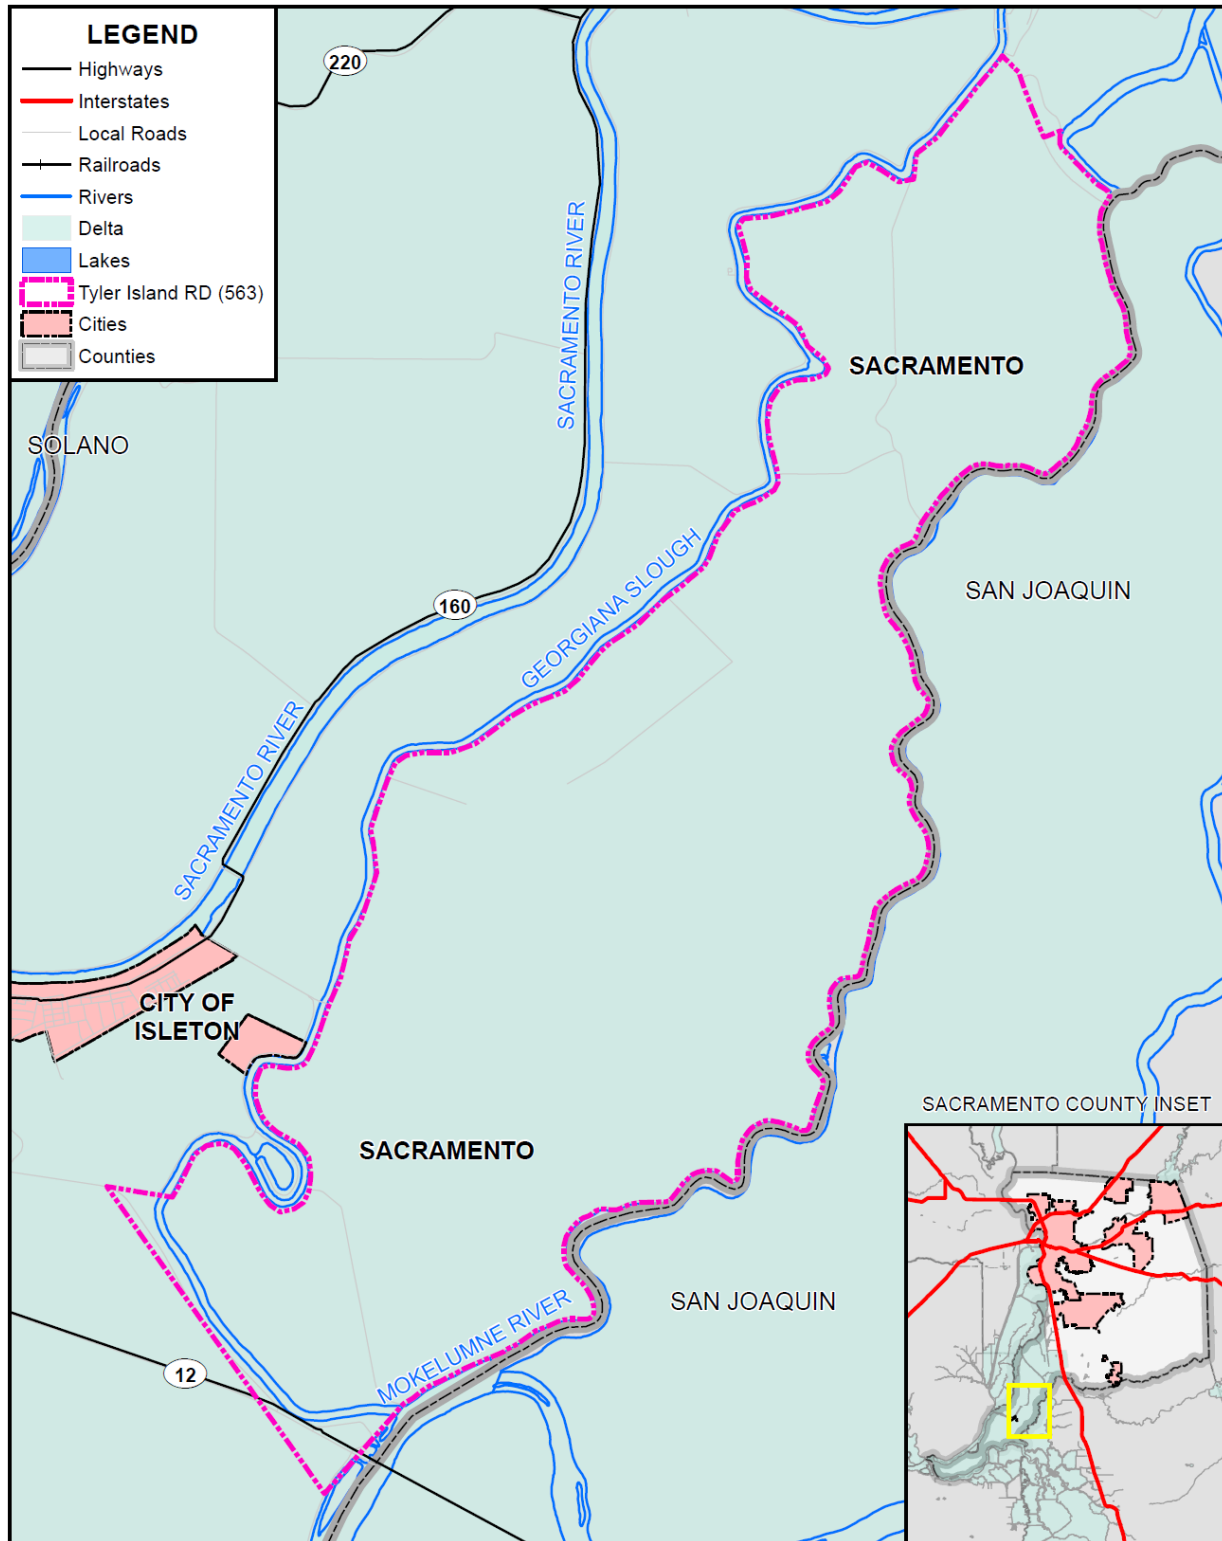 LEGEND
Highways
Interstates
Local Roads
Railroads
Rivers
Delta
Lakes
Tyler Island RD (563)
Cities
Counties
220
SACRAMENTO RIVER
SACRAMENTO
SOLANO
GEORGIANA SLOUGH
SAN JOAQUIN
160
SACRAMENTO RIVER
CITY OF
ISLETON
SACRAMENTO
SAN JOAQUIN
MOKELUMNE RIVER
12
SACRAMENTO COUNTY INSET